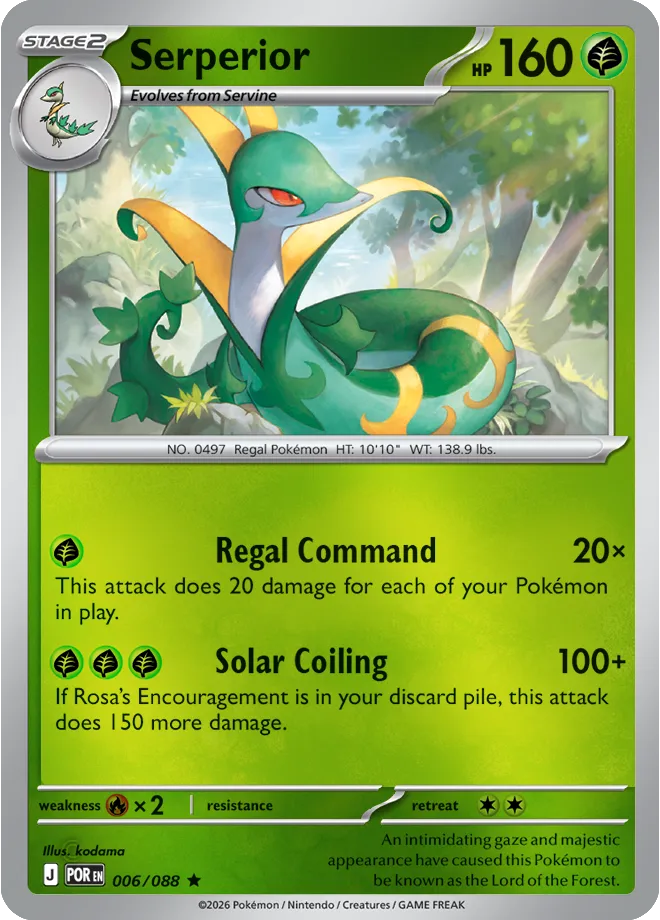 STAGE2
Serperior
HP 160
Evolves from Servine
NO. 0497 Regal Pokémon HT: 10'10" WT: 138.9 lbs.
Regal Command 20×
This attack does 20 damage for each of your Pokémon
in play.
Solar Coiling 100+
If Rosa's Encouragement is in your discard pile, this attack
does 150 more damage.
weakness ×2 resistance retreat
Illus. kodama
An intimidating gaze and majestic
appearance have caused this Pokémon to
be known as the Lord of the Forest.
J POR EN 006/088 ★
©2026 Pokémon / Nintendo / Creatures / GAME FREAK